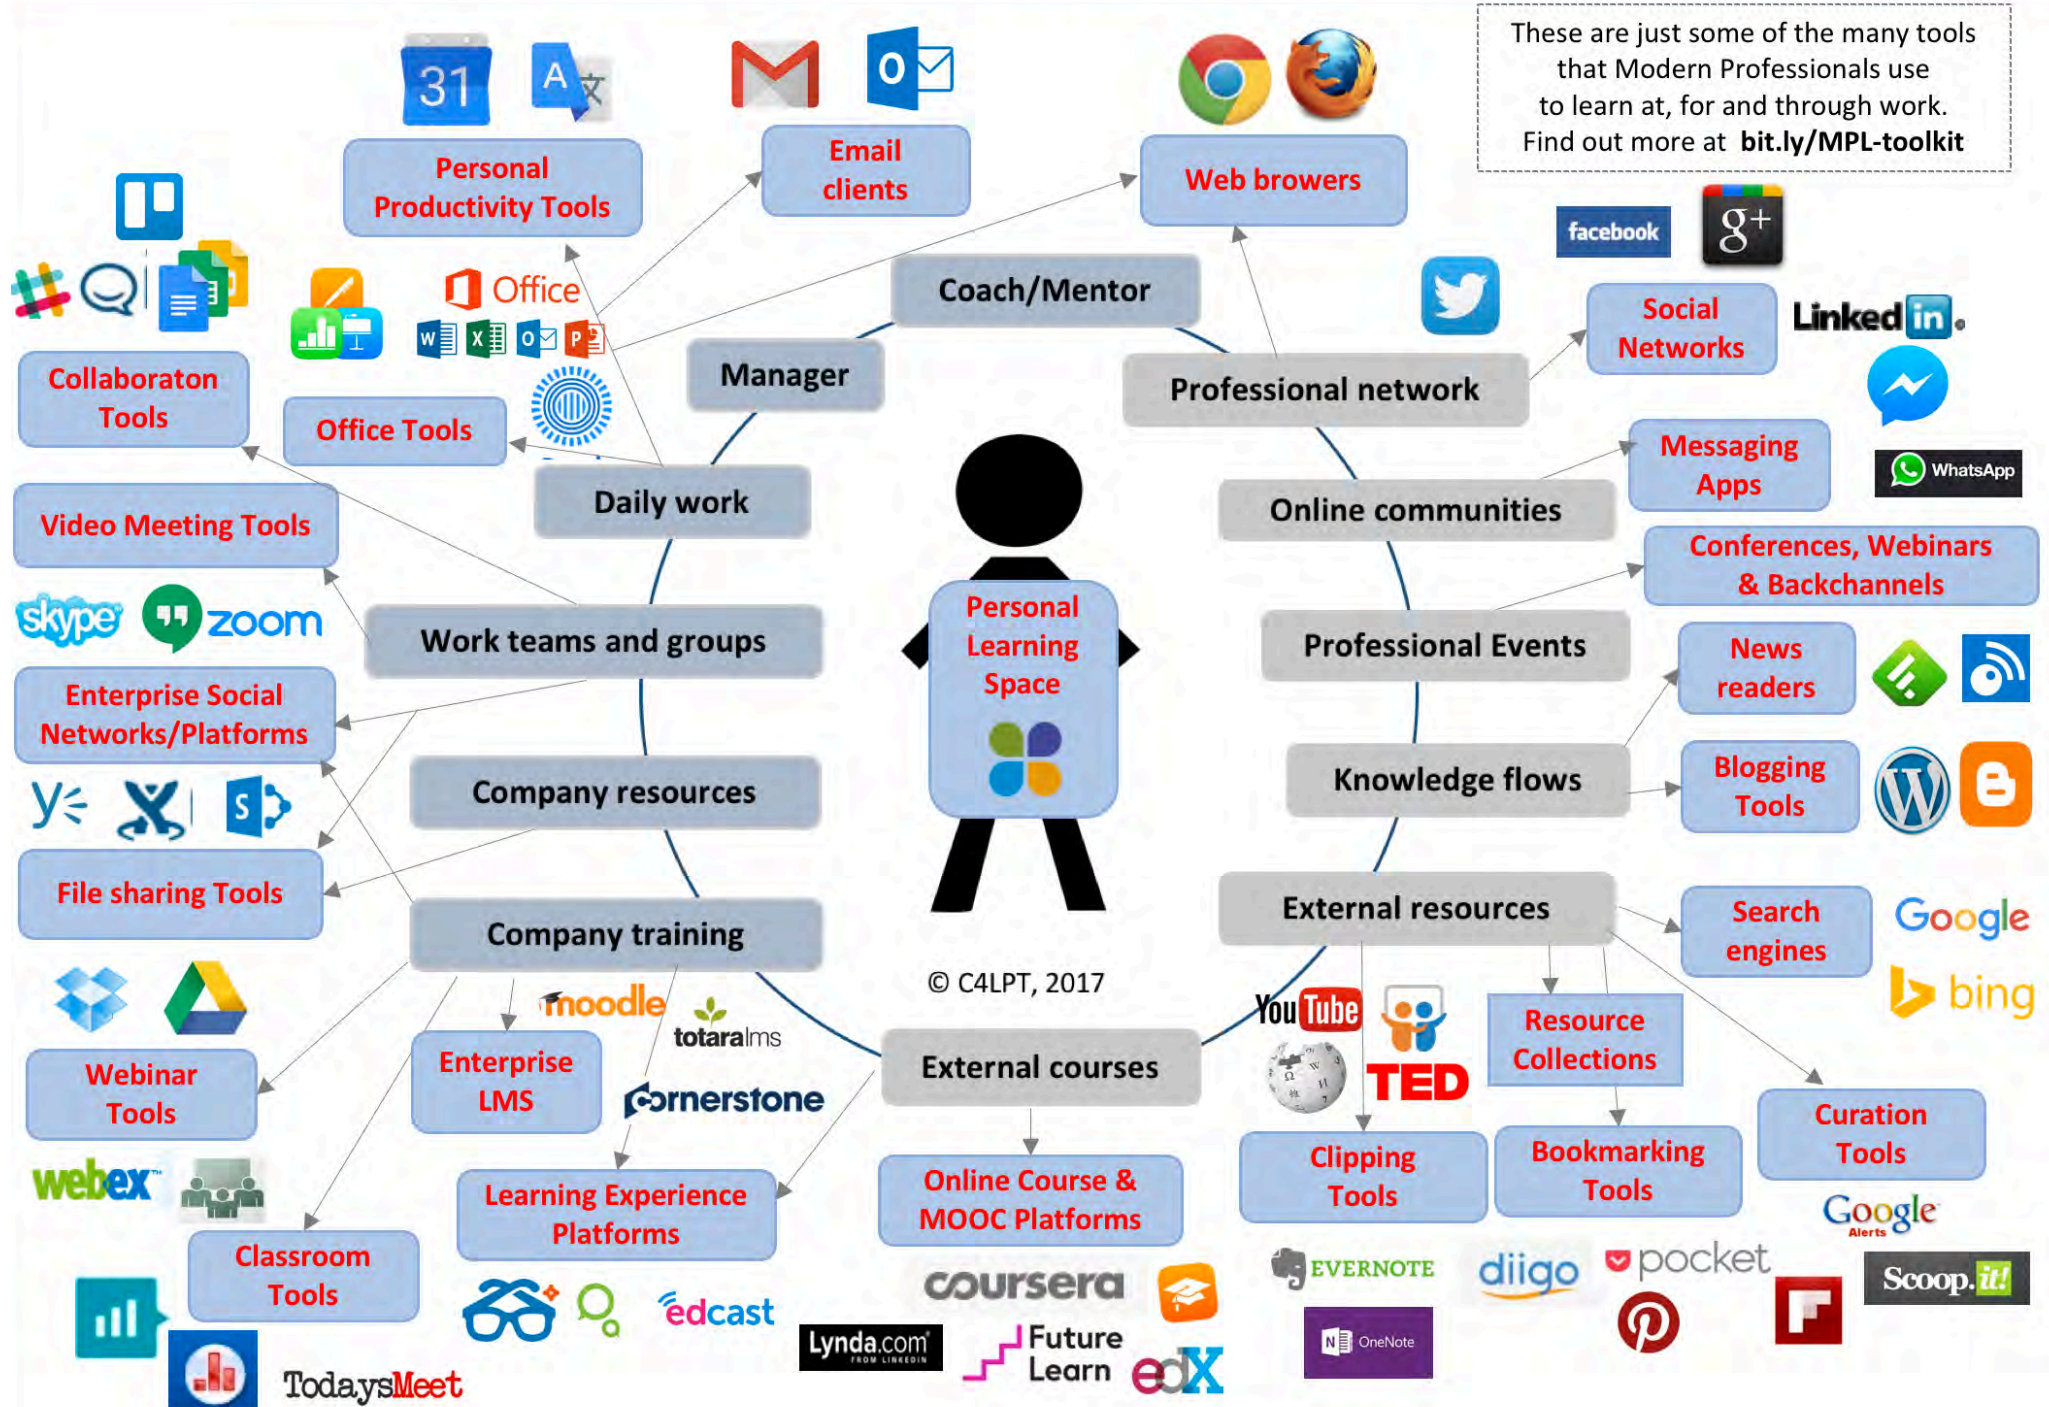 These are just some of the many tools
that Modern Professionals use
to learn at, for and through work.
Find out more at bit.ly/MPL-toolkit
31
A
文
O
Personal
Productivity Tools
Email
clients
Web browers
facebook
g+
Office
W
X
O
P
Coach/Mentor
Social
Networks
Linked in.
Manager
Professional network
Collaboraton
Tools
Office Tools
Messaging
Apps
WhatsApp
Daily work
Online communities
Video Meeting Tools
Conferences, Webinars
& Backchannels
skype
zoom
Work teams and groups
Personal
Learning
Space
Professional Events
News
readers
Enterprise Social
Networks/Platforms
Company resources
Knowledge flows
Blogging
Tools
W
B
y
S
File sharing Tools
Company training
External resources
Search
engines
Google
bing
© C4LPT, 2017
moodle
totaralms
Enterprise
LMS
cornerstone
External courses
YouTube
TED
Ω
W
И
Resource
Collections
Webinar
Tools
webex™
Curation
Tools
Learning Experience
Platforms
Online Course &
MOOC Platforms
Clipping
Tools
Bookmarking
Tools
Google
Alerts
Classroom
Tools
edcast
coursera
EVERNOTE
diigo
pocket
Scoop.it!
Lynda.com
FROM LINKEDIN
Future
Learn
edX
N
OneNote
TodaysMeet